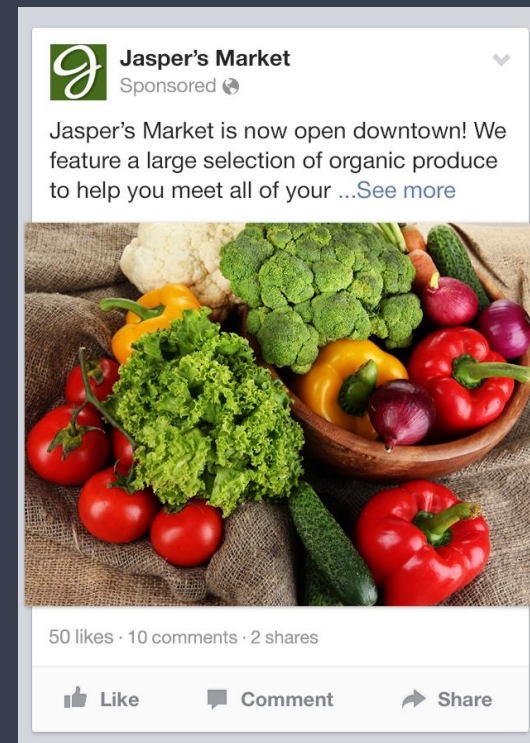 Jasper’s Market
Sponsored
Jasper’s Market is now open downtown! We
feature a large selection of organic produce
to help you meet all of your ...See more
50 likes · 10 comments · 2 shares
Like Comment Share